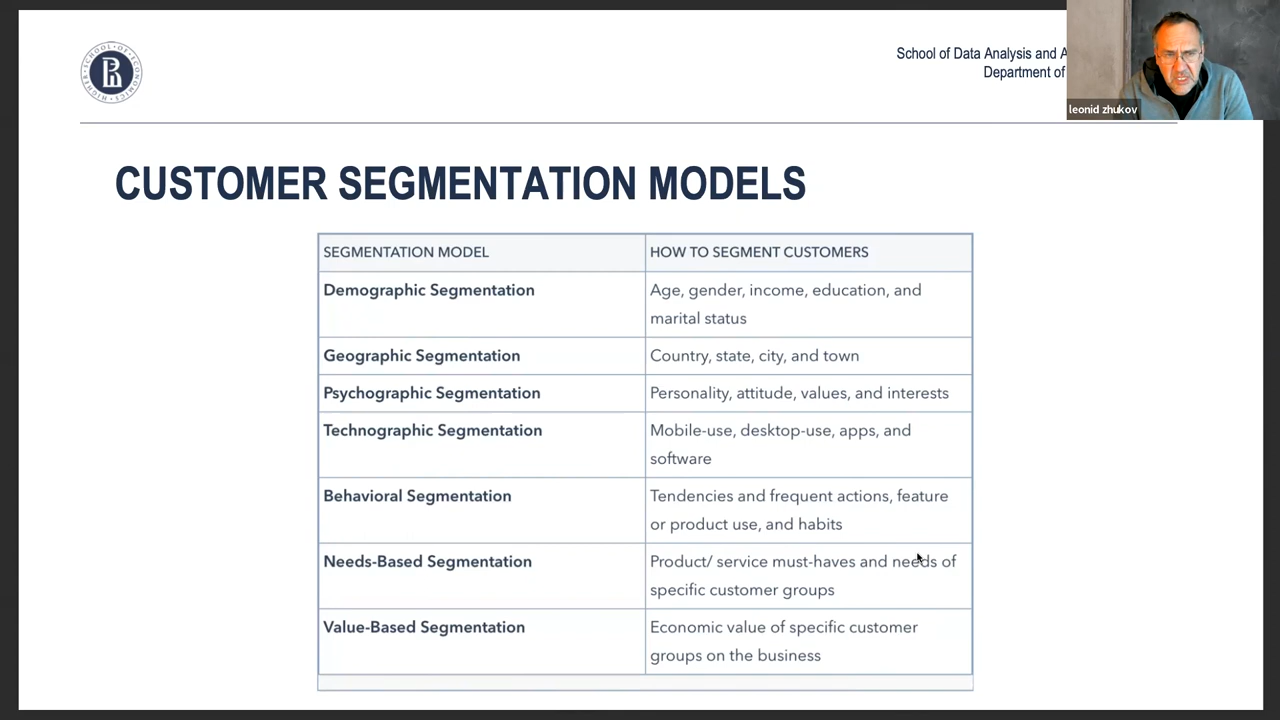 HIGHER SCHOOL OF ECONOMICS
School of Data Analysis and A
Department of
leonid zhukov
CUSTOMER SEGMENTATION MODELS
SEGMENTATION MODEL
HOW TO SEGMENT CUSTOMERS
Demographic Segmentation
Age, gender, income, education, and
marital status
Geographic Segmentation
Country, state, city, and town
Psychographic Segmentation
Personality, attitude, values, and interests
Technographic Segmentation
Mobile-use, desktop-use, apps, and
software
Behavioral Segmentation
Tendencies and frequent actions, feature
or product use, and habits
Needs-Based Segmentation
Product/ service must-haves and needs of
specific customer groups
Value-Based Segmentation
Economic value of specific customer
groups on the business